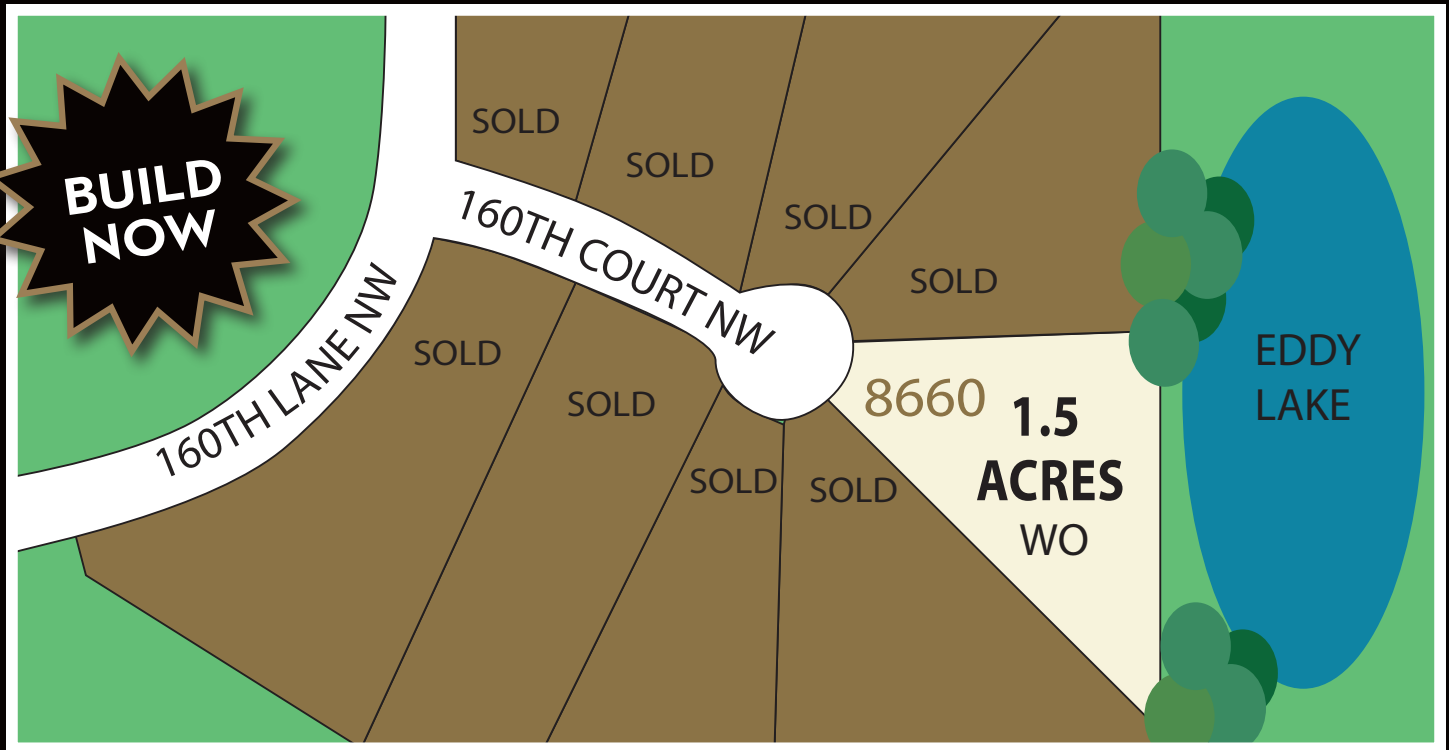 BUILD
NOW
SOLD
SOLD
SOLD
SOLD
160TH COURT NW
160TH LANE NW
SOLD
SOLD
SOLD
SOLD
8660
1.5
ACRES
WO
EDDY
LAKE